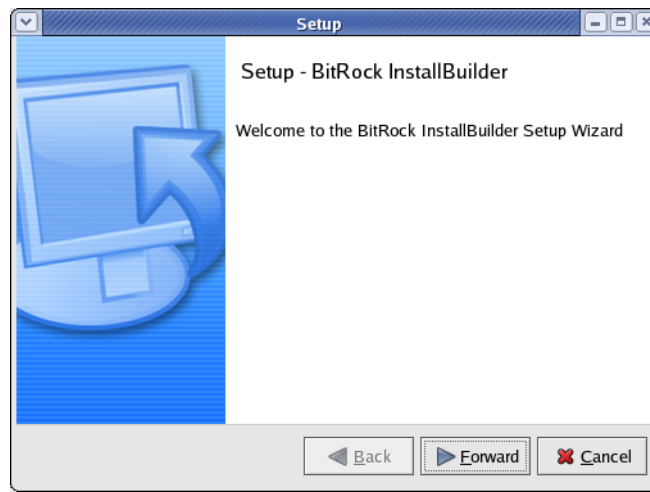 Setup
Setup - BitRock InstallBuilder
Welcome to the BitRock InstallBuilder Setup Wizard
Back
Forward
Cancel